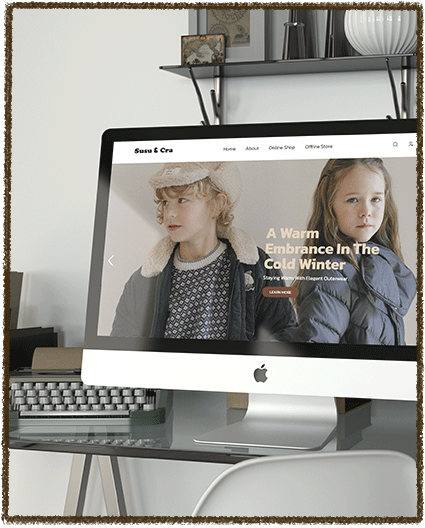 Susu & Cra
Home About Online Shop Offline Store
A Warm
Embrance In The
Cold Winter
Staying Warm With Elegant Outerwear
LEARN MORE